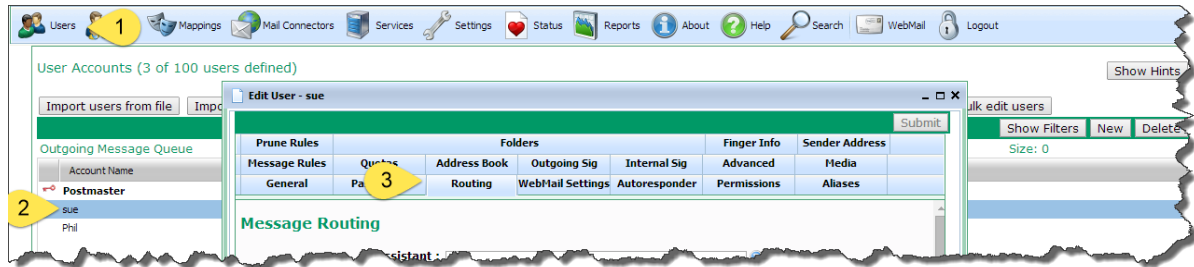 Users 1 Mappings Mail Connectors Services Settings Status Reports About Help Search WebMail Logout
User Accounts (3 of 100 users defined)
Show Hints
Edit User - sue
Import users from file
ulk edit users
Submit
Show Filters New Delete
Prune Rules Folders Finger Info Sender Address
Outgoing Message Queue
Size: 0
Message Rules Quotas Address Book Outgoing Sig Internal Sig Advanced Media
Account Name
General 3 Routing WebMail Settings Autoresponder Permissions Aliases
Postmaster
2 sue
Message Routing
Phil